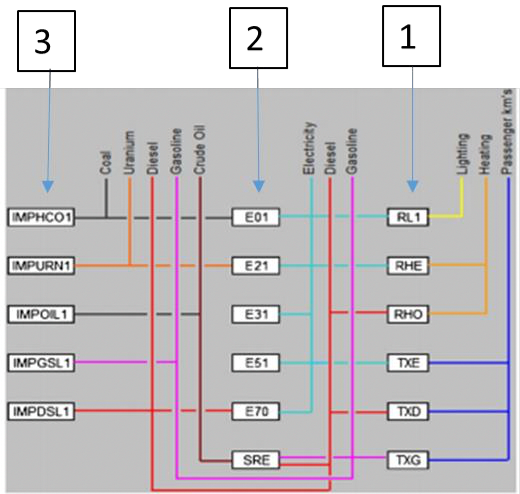 3
2
1
Coal
Uranium
Diesel
Gasoline
Crude Oil
Electricity
Diesel
Gasoline
Lighting
Heating
Passenger km's
IMPHCO1
E01
RL1
IMPURN1
E21
RHE
IMPOIL1
E31
RHO
IMPGSL1
E51
TXE
IMPDSL1
E70
TXD
SRE
TXG